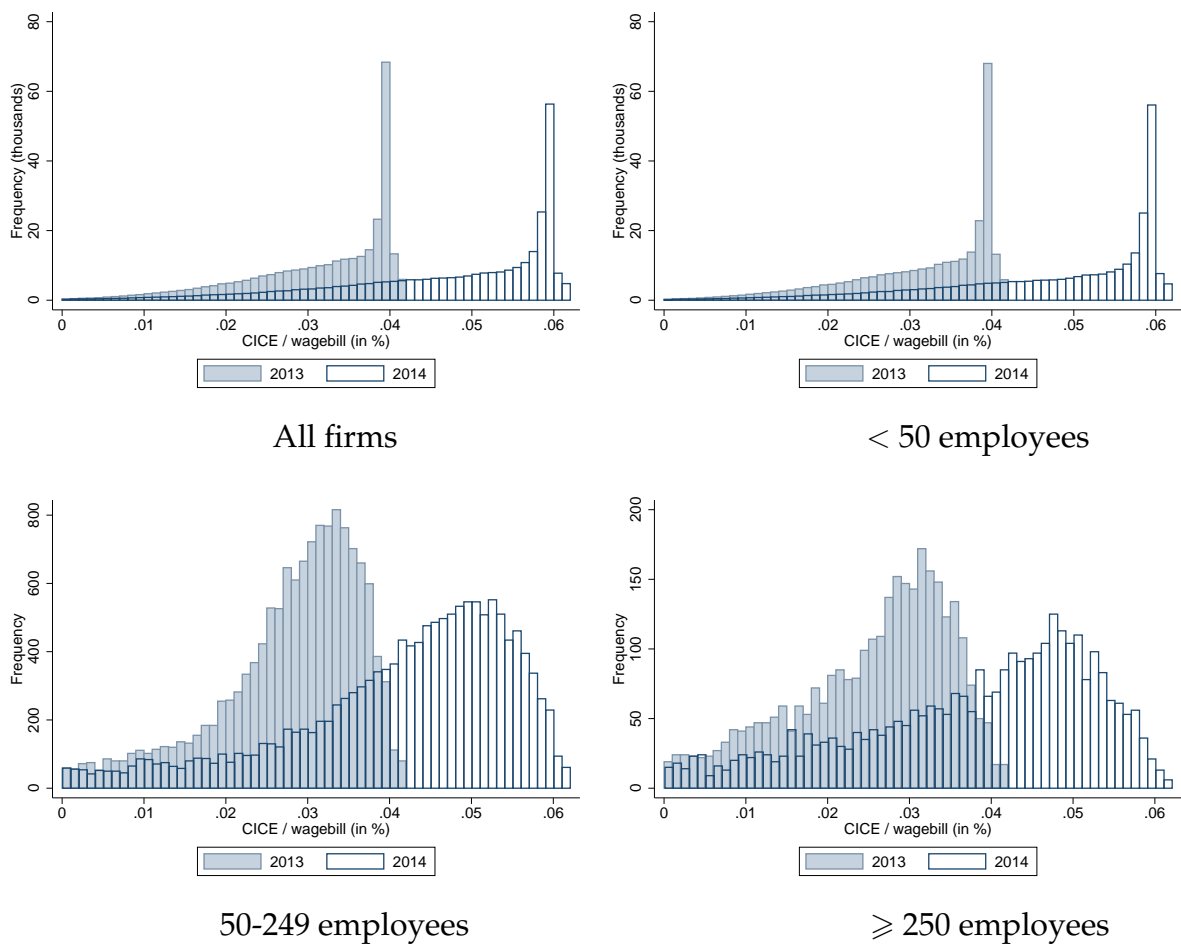 Frequency (thousands)
80
60
40
20
0
0 .01 .02 .03 .04 .05 .06
CICE / wagebill (in %)
2013 2014
All firms
Frequency (thousands)
80
60
40
20
0
0 .01 .02 .03 .04 .05 .06
CICE / wagebill (in %)
2013 2014
< 50 employees
Frequency
800
600
400
200
0
0 .01 .02 .03 .04 .05 .06
CICE / wagebill (in %)
2013 2014
50-249 employees
Frequency
200
150
100
50
0
0 .01 .02 .03 .04 .05 .06
CICE / wagebill (in %)
2013 2014
⩾ 250 employees